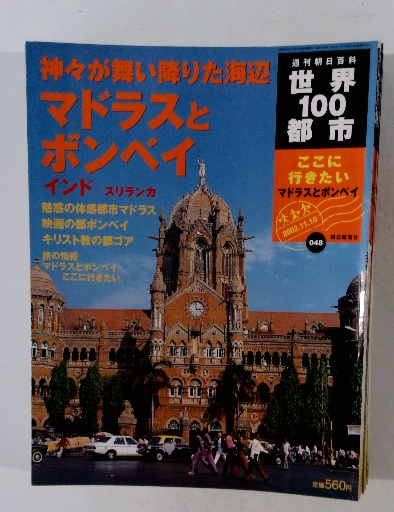 神々が舞い降りた海辺
マドラスと
ボンベイ
インド スリランカ
魅惑の体感都市マドラス
映画の都ボンベイ
キリスト教の都ゴア
旅の情報
マドラスとボンベイ・
ここに行きたい。
週刊朝日百科
世界
100
都市
ここに
行きたい
マドラスとボンベイ
2002.11.10
048
朝日新聞社
定価560円